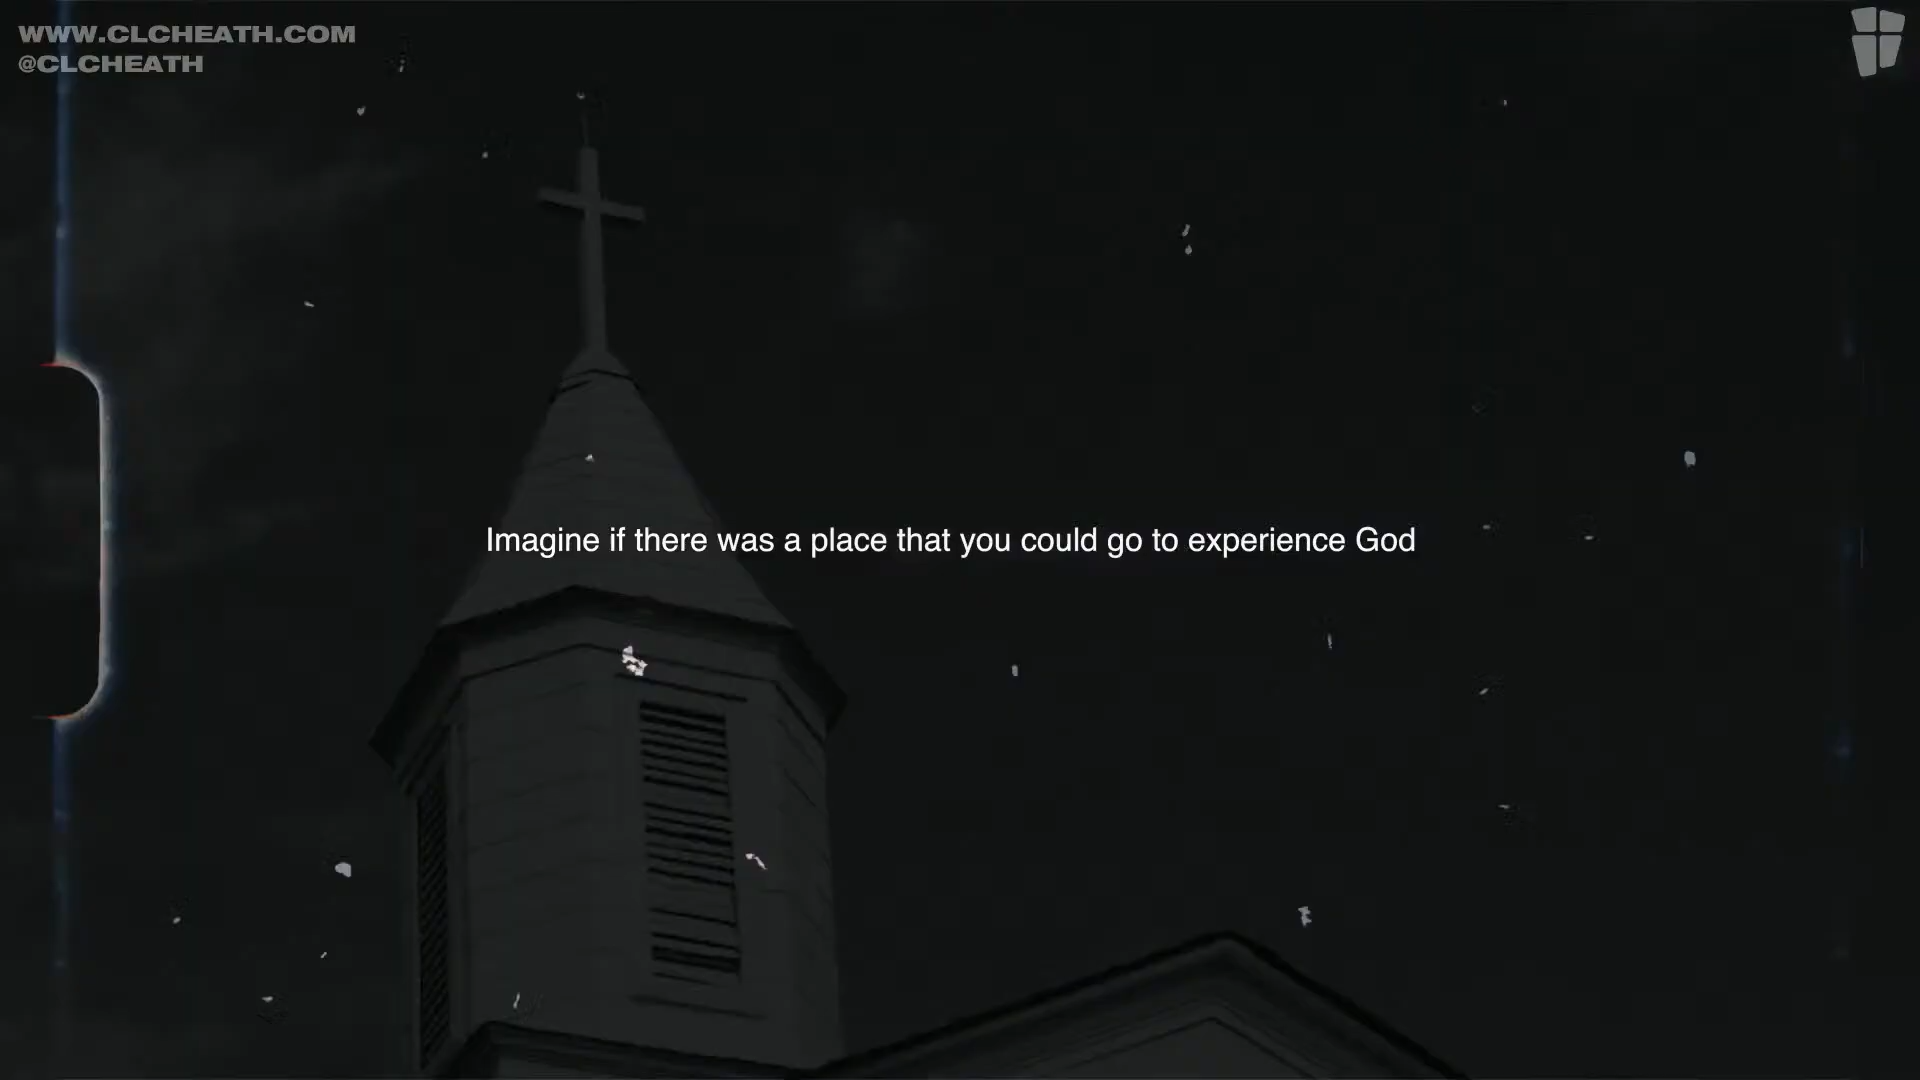 WWW.CLCHEATH.COM
@CLCHEATH
Imagine if there was a place that you could go to experience God